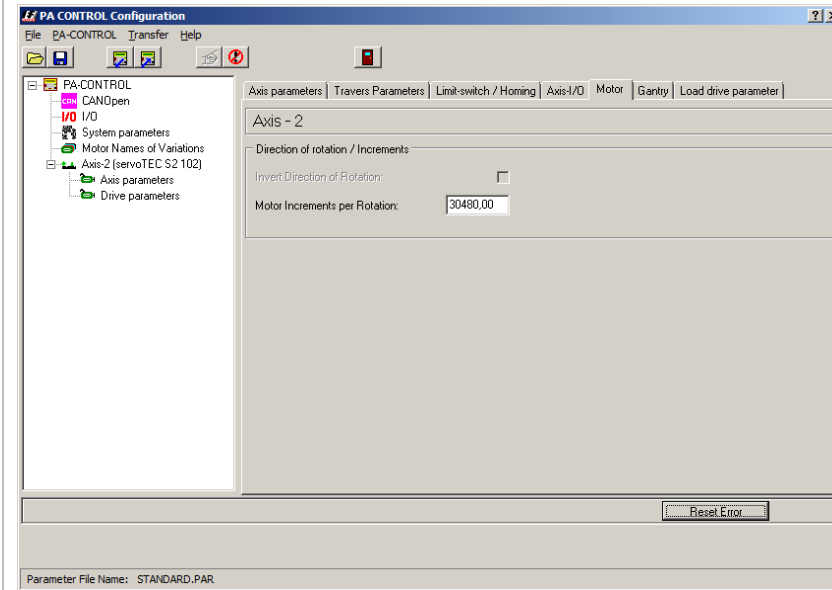 PA CONTROL Configuration
File PA-CONTROL Transfer Help
PA-CONTROL
CAN CANOpen
I/O I/O
System parameters
Motor Names of Variations
Axis-2 (servoTEC S2 102)
Axis parameters
Drive parameters
Axis parameters Travers Parameters Limit-switch / Homing Axis-I/O Motor Gantry Load drive parameter
Axis - 2
Direction of rotation / Increments
Invert Direction of Rotation:
Motor Increments per Rotation: 30480,00
Reset Error
Parameter File Name: STANDARD.PAR